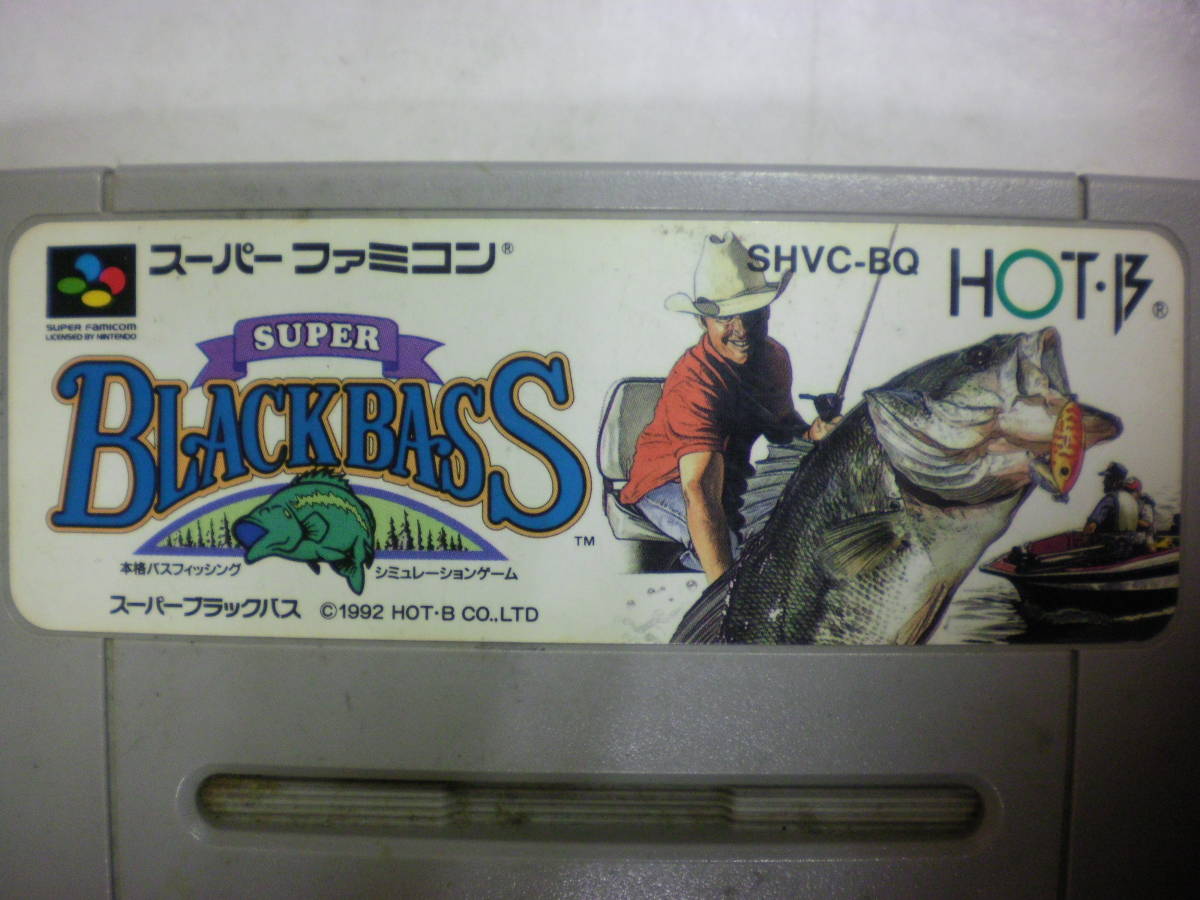 スーパーファミコン®
SUPER FAMICOM
LICENSED BY NINTENDO
SHVC-BQ
HOT·B®
SUPER
BLACKBASS™
本格バスフィッシング シミュレーションゲーム
スーパーブラックバス ©1992 HOT·B CO.,LTD